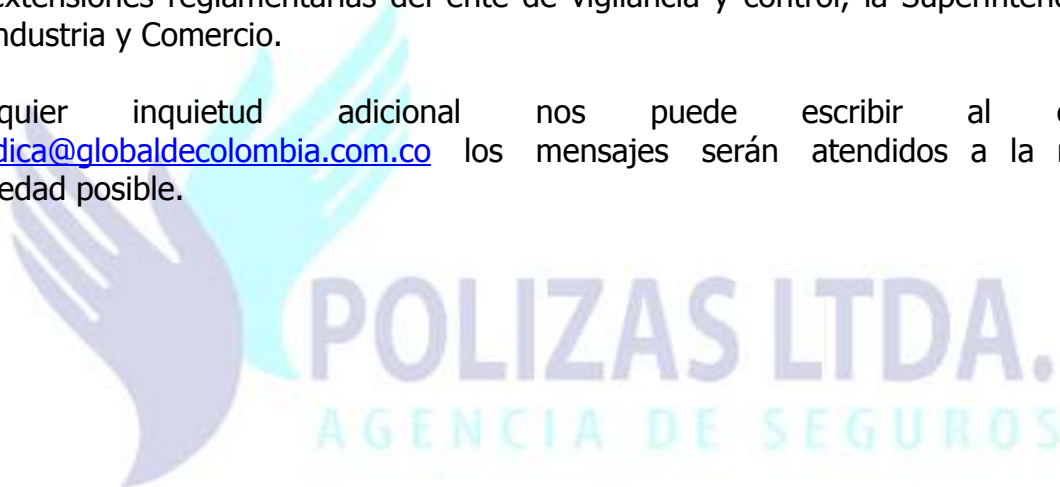 extensiones reglamentarias del ente de vigilancia y control, la Superinten
ndustria y Comercio.
quier inquietud adicional nos puede escribir al
dica@globaldecolombia.com.co los mensajes serán atendidos a la
edad posible.
POLIZAS LTDA.
AGENCIA DE SEGUROS